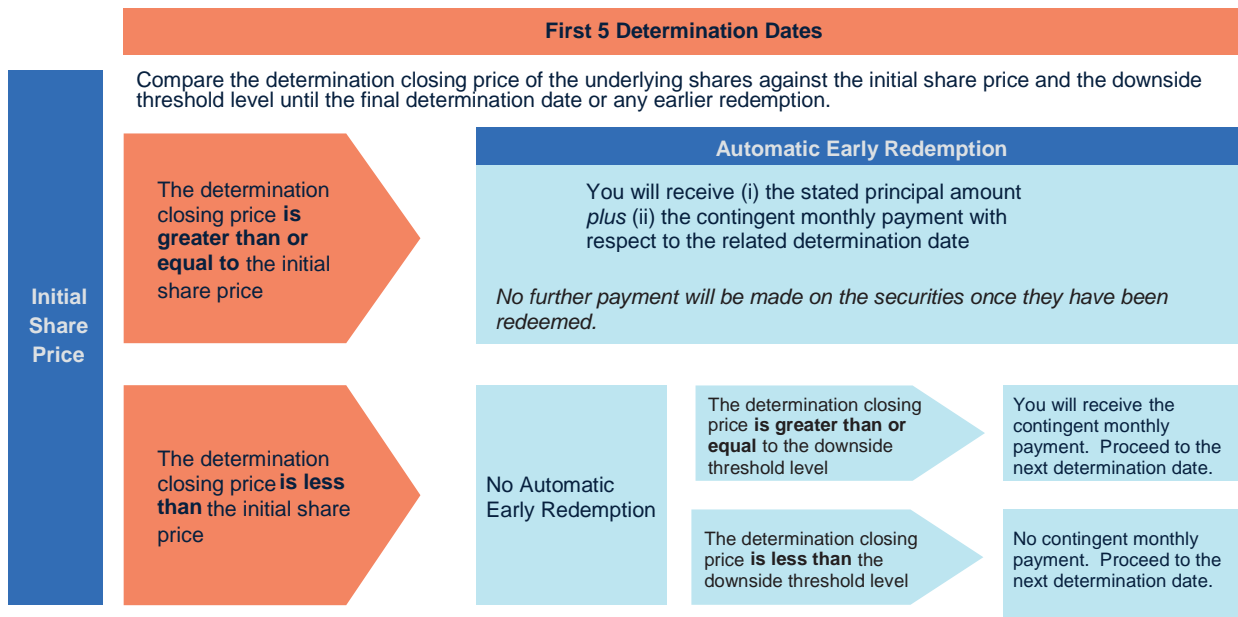 First 5 Determination Dates
Compare the determination closing price of the underlying shares against the initial share price and the downside
threshold level until the final determination date or any earlier redemption.
Initial
Share
Price
The determination
closing price is
greater than or
equal to the initial
share price
Automatic Early Redemption
You will receive (i) the stated principal amount
plus (ii) the contingent monthly payment with
respect to the related determination date
No further payment will be made on the securities once they have been
redeemed.
The determination
closing price is less
than the initial share
price
No Automatic
Early Redemption
The determination closing
price is greater than or
equal to the downside
threshold level
You will receive the
contingent monthly
payment. Proceed to the
next determination date.
The determination closing
price is less than the
downside threshold level
No contingent monthly
payment. Proceed to the
next determination date.